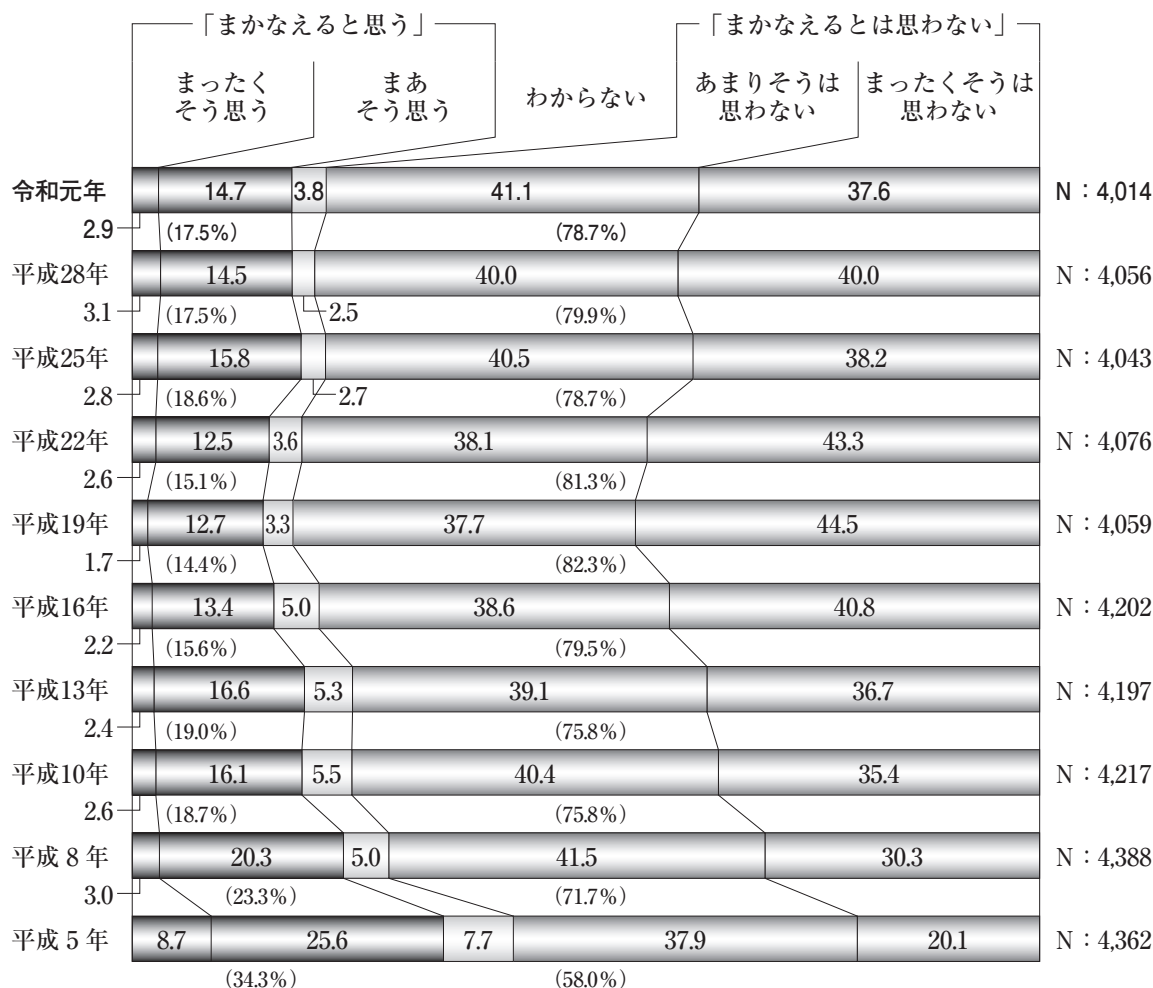 「まかなえると思う」 「まかなえるとは思わない」
まったく
そう思う
まあ
そう思う
わからない
あまりそうは
思わない
まったくそうは
思わない
令和元年 14.7 3.8 41.1 37.6 N：4,014
2.9 (17.5%) (78.7%)
平成28年 14.5 40.0 40.0 N：4,056
3.1 (17.5%) 2.5 (79.9%)
平成25年 15.8 40.5 38.2 N：4,043
2.8 (18.6%) 2.7 (78.7%)
平成22年 12.5 3.6 38.1 43.3 N：4,076
2.6 (15.1%) (81.3%)
平成19年 12.7 3.3 37.7 44.5 N：4,059
1.7 (14.4%) (82.3%)
平成16年 13.4 5.0 38.6 40.8 N：4,202
2.2 (15.6%) (79.5%)
平成13年 16.6 5.3 39.1 36.7 N：4,197
2.4 (19.0%) (75.8%)
平成10年 16.1 5.5 40.4 35.4 N：4,217
2.6 (18.7%) (75.8%)
平成 8 年 20.3 5.0 41.5 30.3 N：4,388
3.0 (23.3%) (71.7%)
平成 5 年 8.7 25.6 7.7 37.9 20.1 N：4,362
(34.3%) (58.0%)